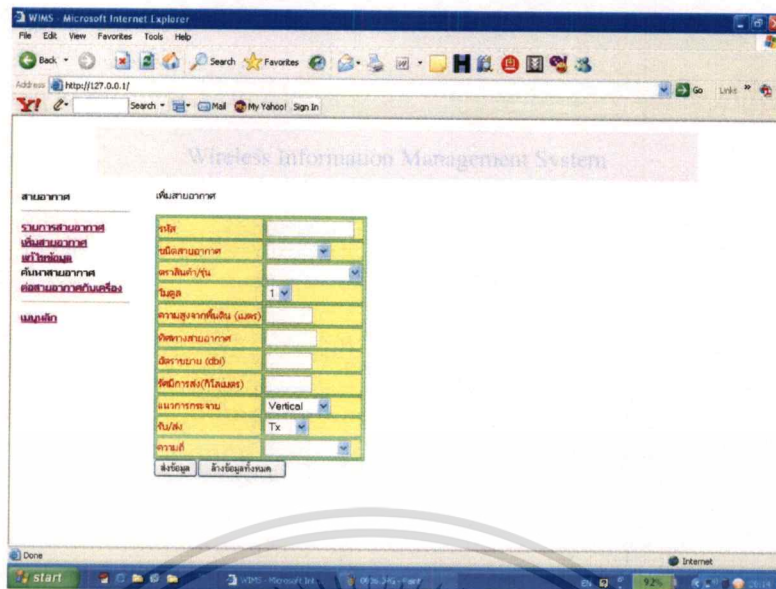 WIMS - Microsoft Internet Explorer
File Edit View Favorites Tools Help
Back Search Favorites
Address http://127.0.0.1/ Go Links
Y! Search Mail My Yahoo! Sign In
Wireless Information Management System
สายอากาศ
รายการสายอากาศ
เพิ่มสายอากาศ
แก้ไขข้อมูล
ค้นหาสายอากาศ
ต่อสายอากาศกับเครื่อง
เมนูหลัก
เพิ่มสายอากาศ
รหัส
ชนิดสายอากาศ
ตราสินค้า/รุ่น
โมดูล 1
ความสูงจากพื้นดิน (เมตร)
ทิศทางสายอากาศ
อัตราขยาย (dbi)
รัศมีการส่ง(กิโลเมตร)
แนวการกระจาย Vertical
รับ/ส่ง Tx
ความถี่
ส่งข้อมูล ล้างข้อมูลทั้งหมด
Done Internet
start WIMS - Microsoft Int... EN 92%